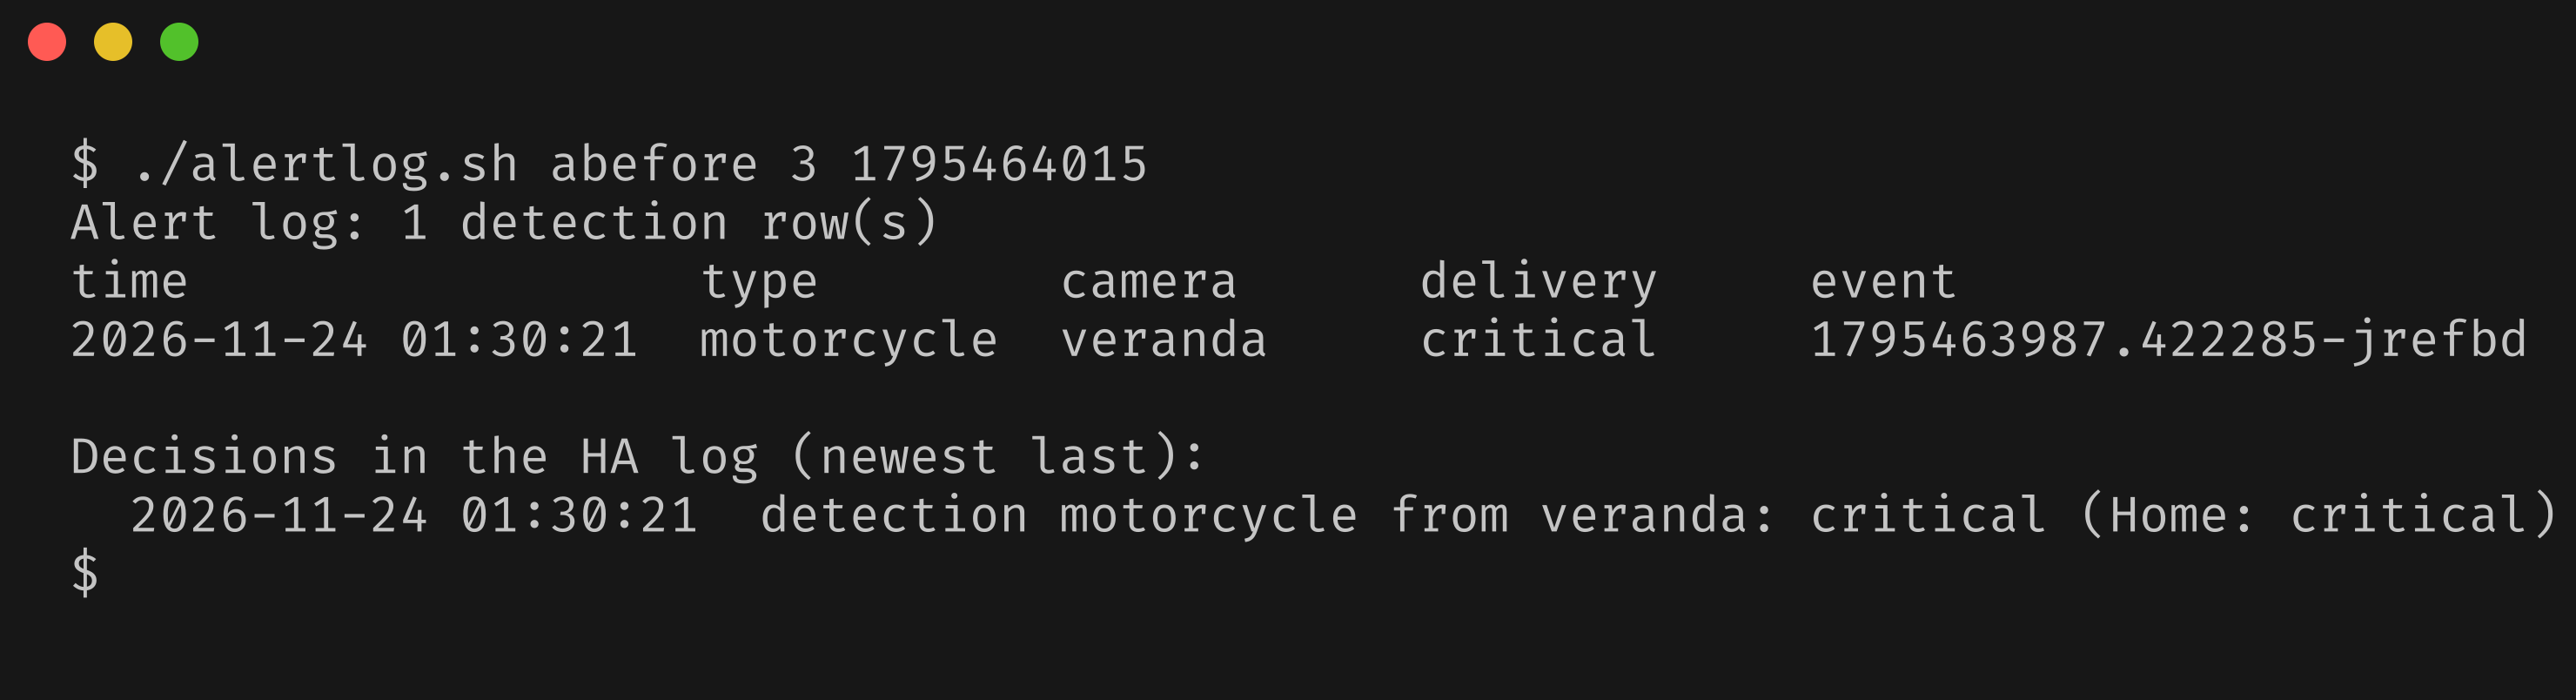 $ ./alertlog.sh abefore 3 1795464015
Alert log: 1 detection row(s)
time                  type        camera      delivery     event
2026-11-24 01:30:21  motorcycle  veranda     critical     1795463987.422285-jrefbd

Decisions in the HA log (newest last):
  2026-11-24 01:30:21  detection motorcycle from veranda: critical (Home: critical)
$